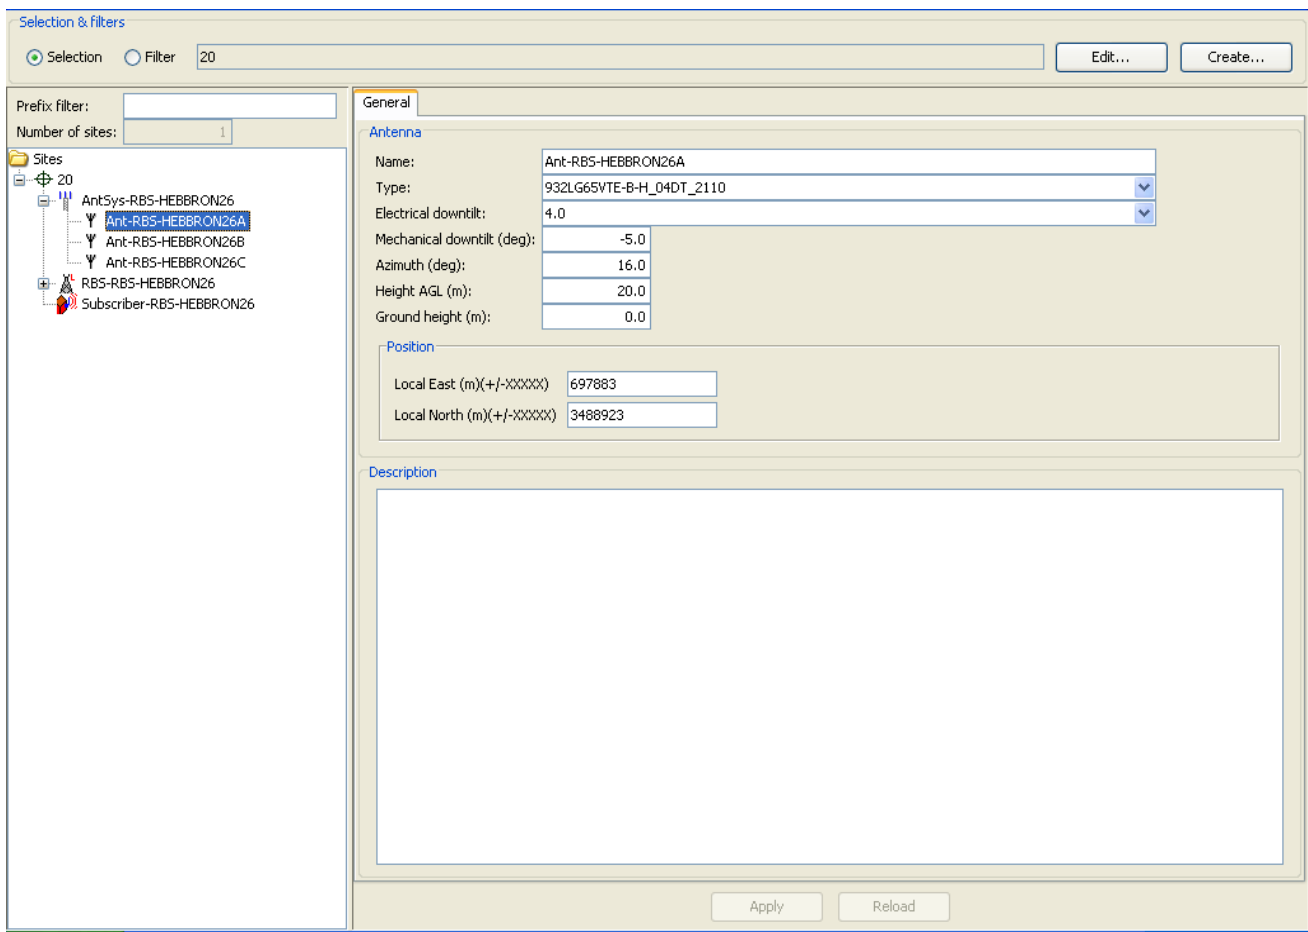 Selection & filters
Selection Filter 20 Edit... Create...
Prefix filter:
Number of sites: 1
Sites
20
AntSys-RBS-HEBBRON26
Ant-RBS-HEBBRON26A
Ant-RBS-HEBBRON26B
Ant-RBS-HEBBRON26C
RBS-RBS-HEBBRON26
Subscriber-RBS-HEBBRON26
General
Antenna
Name: Ant-RBS-HEBBRON26A
Type: 932LG65VTE-B-H_04DT_2110
Electrical downtilt: 4.0
Mechanical downtilt (deg): -5.0
Azimuth (deg): 16.0
Height AGL (m): 20.0
Ground height (m): 0.0
Position
Local East (m)(+/-XXXXX) 697883
Local North (m)(+/-XXXXX) 3488923
Description
Apply Reload